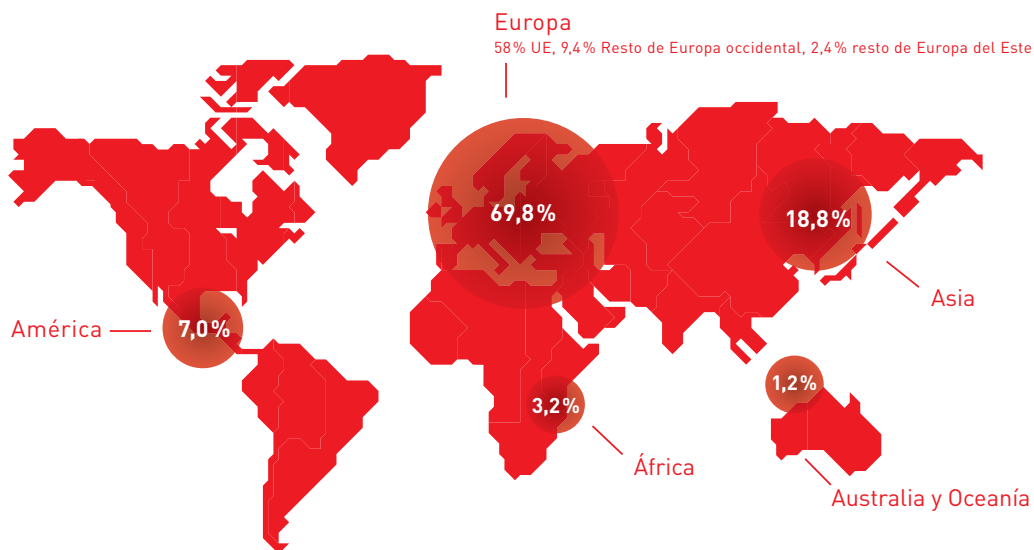 Europa
58% UE, 9,4% Resto de Europa occidental, 2,4% resto de Europa del Este
69,8%
18,8%
Asia
América
7,0%
1,2%
3,2%
África
Australia y Oceanía